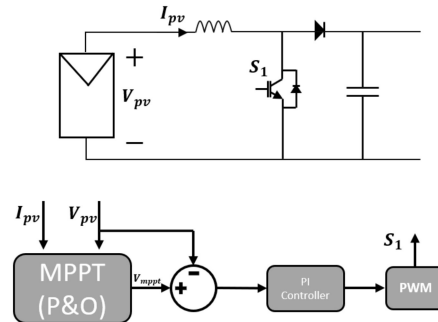 I_pv
S_1
+
V_pv
−
I_pv V_pv
S_1
MPPT
(P&O)
V_mppt
−
+
PI
Controller
PWM